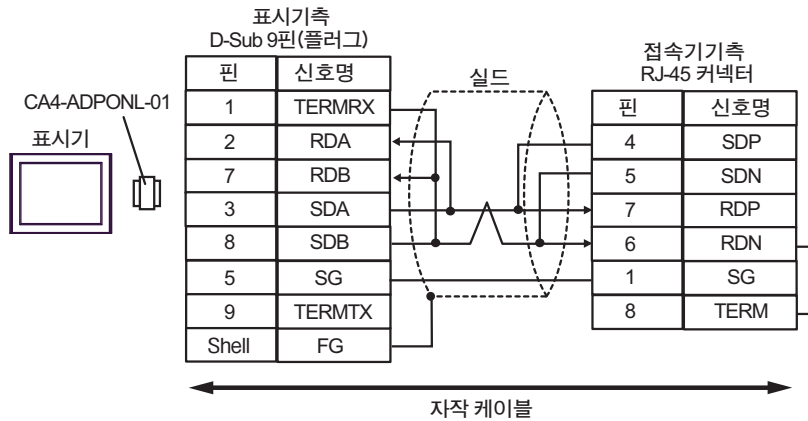 표시기측
D-Sub 9핀(플러그)
접속기기측
RJ-45 커넥터
CA4-ADPONL-01
표시기
실드
핀 신호명
1 TERMRX
2 RDA
7 RDB
3 SDA
8 SDB
5 SG
9 TERMTX
Shell FG
핀 신호명
4 SDP
5 SDN
7 RDP
6 RDN
1 SG
8 TERM
자작 케이블